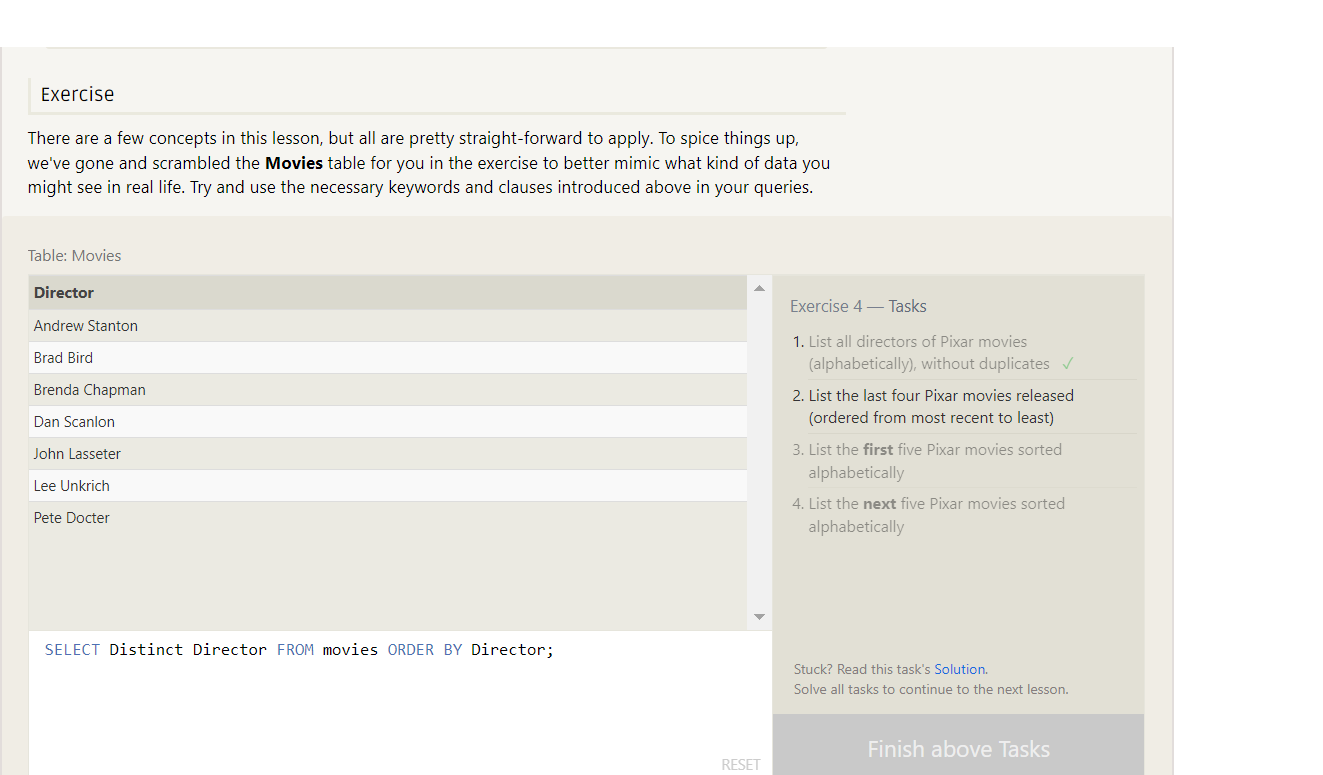 Exercise
There are a few concepts in this lesson, but all are pretty straight-forward to apply. To spice things up,
we've gone and scrambled the Movies table for you in the exercise to better mimic what kind of data you
might see in real life. Try and use the necessary keywords and clauses introduced above in your queries.
Table: Movies
Director
Andrew Stanton
Brad Bird
Brenda Chapman
Dan Scanlon
John Lasseter
Lee Unkrich
Pete Docter
SELECT Distinct Director FROM movies ORDER BY Director;
RESET
Exercise 4 — Tasks
1. List all directors of Pixar movies
(alphabetically), without duplicates ✓
2. List the last four Pixar movies released
(ordered from most recent to least)
3. List the first five Pixar movies sorted
alphabetically
4. List the next five Pixar movies sorted
alphabetically
Stuck? Read this task's Solution.
Solve all tasks to continue to the next lesson.
Finish above Tasks